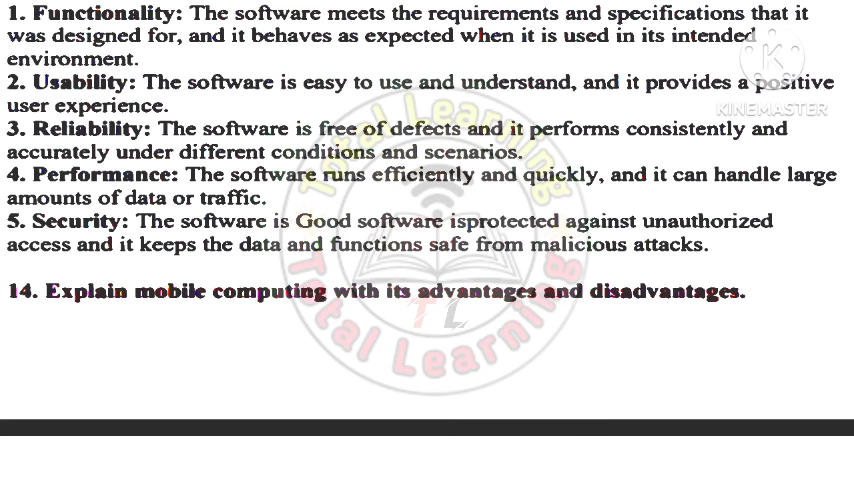 1. Functionality: The software meets the requirements and specifications that it
was designed for, and it behaves as expected when it is used in its intended
environment.
2. Usability: The software is easy to use and understand, and it provides a positive
user experience.
3. Reliability: The software is free of defects and it performs consistently and
accurately under different conditions and scenarios.
4. Performance: The software runs efficiently and quickly, and it can handle large
amounts of data or traffic.
5. Security: The software is Good software isprotected against unauthorized
access and it keeps the data and functions safe from malicious attacks.
14. Explain mobile computing with its advantages and disadvantages.
KINEMASTER
Total Learning
TL
Total Learning